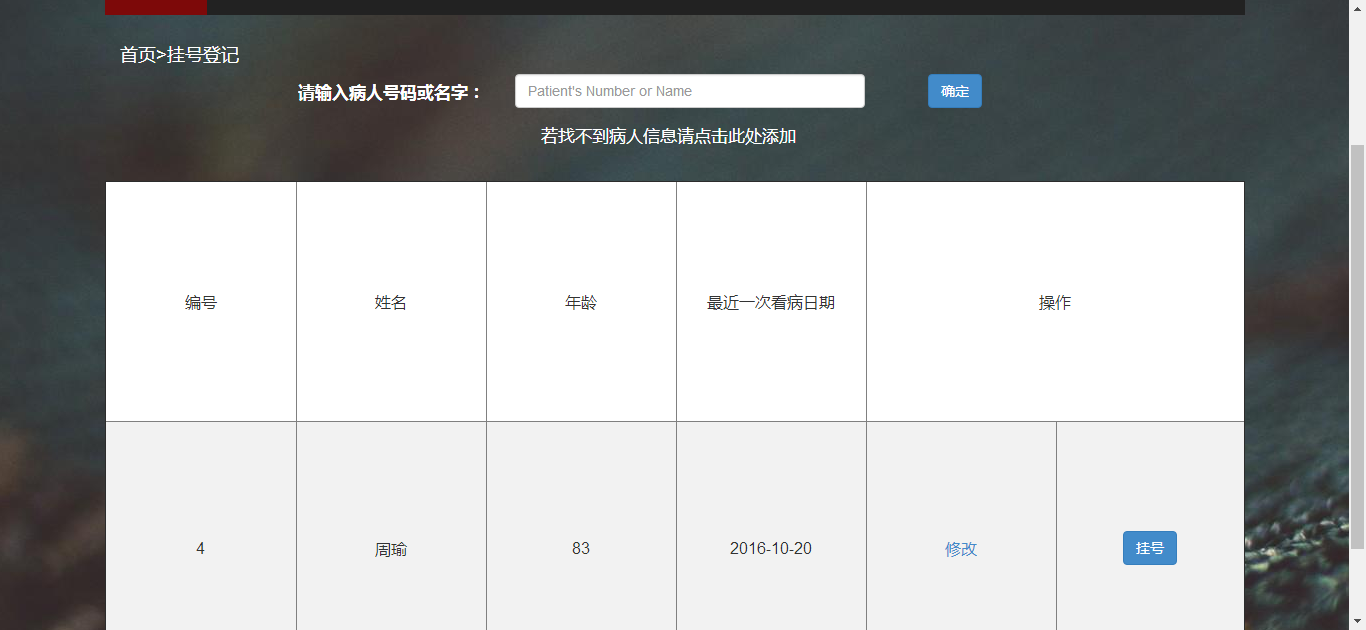 首页>挂号登记
请输入病人号码或名字： Patient's Number or Name 确定
若找不到病人信息请点击此处添加
编号 姓名 年龄 最近一次看病日期 操作
4 周瑜 83 2016-10-20 修改 挂号